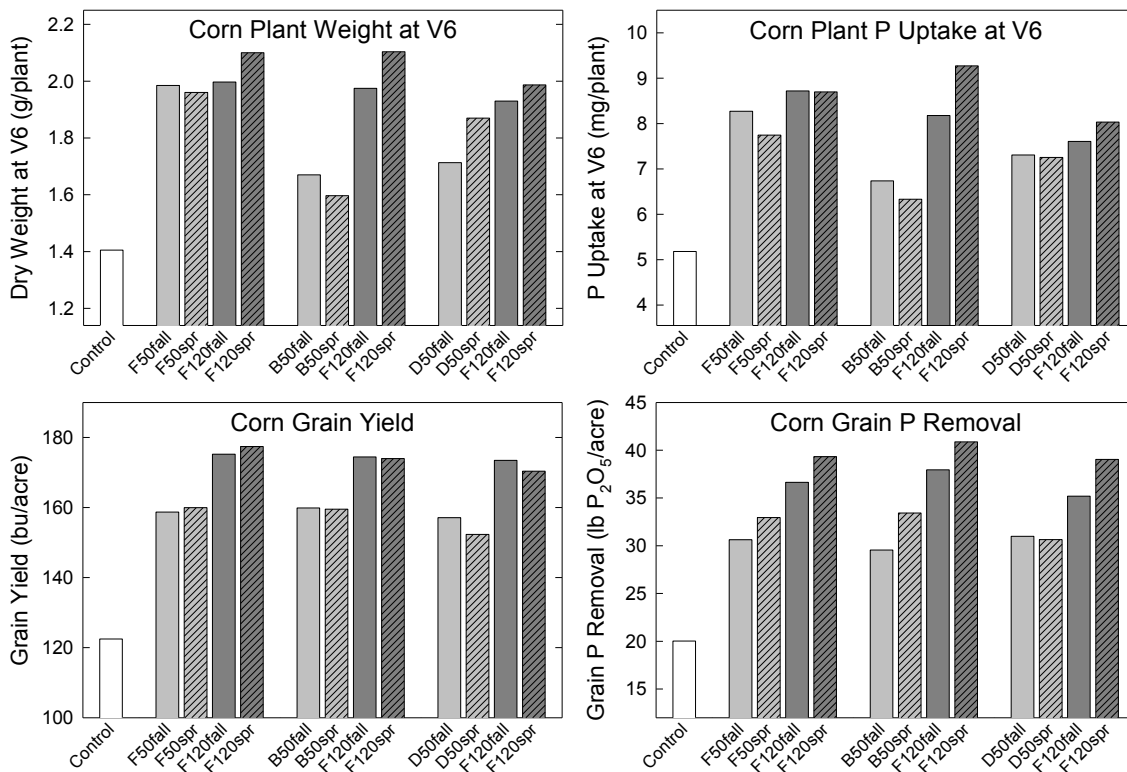 Corn Plant Weight at V6
Dry Weight at V6 (g/plant)
2.2
2.0
1.8
1.6
1.4
1.2
Control
F50fall
F50spr
F120fall
F120spr
B50fall
B50spr
F120fall
F120spr
D50fall
D50spr
F120fall
F120spr
Corn Plant P Uptake at V6
P Uptake at V6 (mg/plant)
10
9
8
7
6
5
4
Control
F50fall
F50spr
F120fall
F120spr
B50fall
B50spr
F120fall
F120spr
D50fall
D50spr
F120fall
F120spr
Corn Grain Yield
Grain Yield (bu/acre)
180
160
140
120
100
Control
F50fall
F50spr
F120fall
F120spr
B50fall
B50spr
F120fall
F120spr
D50fall
D50spr
F120fall
F120spr
Corn Grain P Removal
Grain P Removal (lb P₂O₅/acre)
45
40
35
30
25
20
15
Control
F50fall
F50spr
F120fall
F120spr
B50fall
B50spr
F120fall
F120spr
D50fall
D50spr
F120fall
F120spr